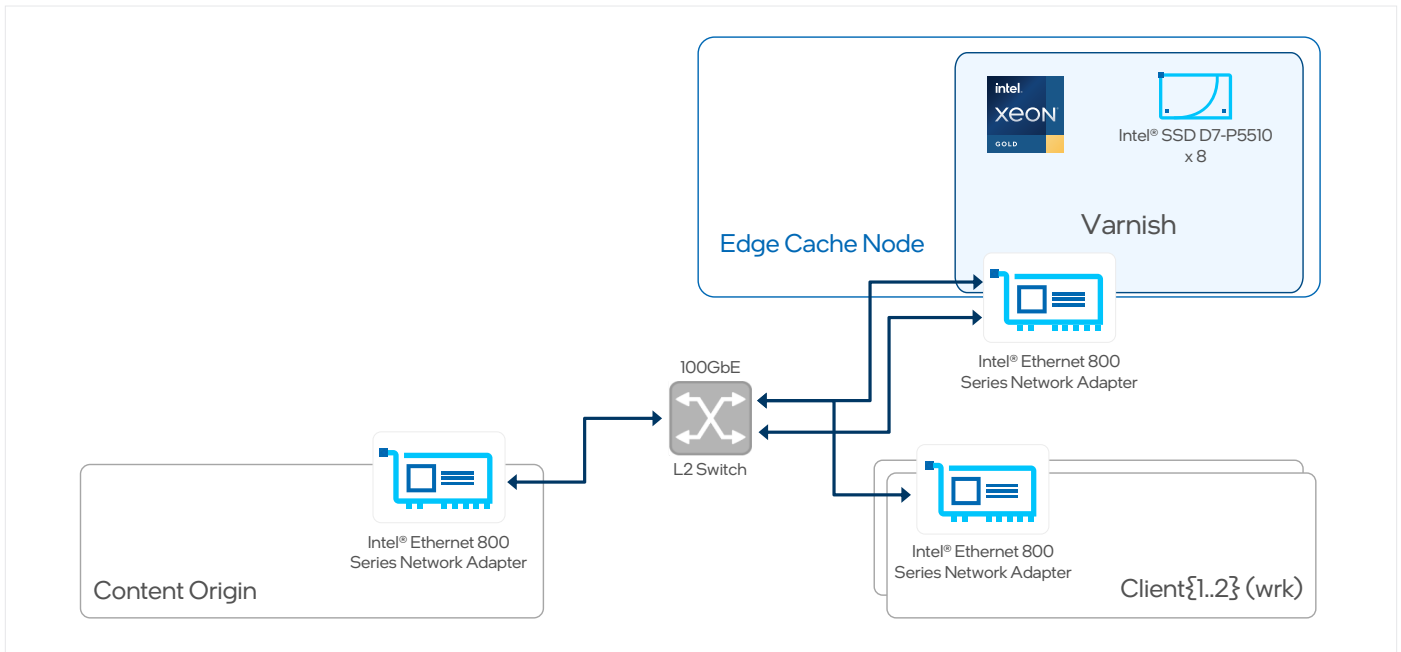 intel.
XEON
GOLD
Intel® SSD D7-P5510
x 8
Varnish
Edge Cache Node
Intel® Ethernet 800
Series Network Adapter
100GbE
L2 Switch
Intel® Ethernet 800
Series Network Adapter
Content Origin
Intel® Ethernet 800
Series Network Adapter
Client{1..2} (wrk)